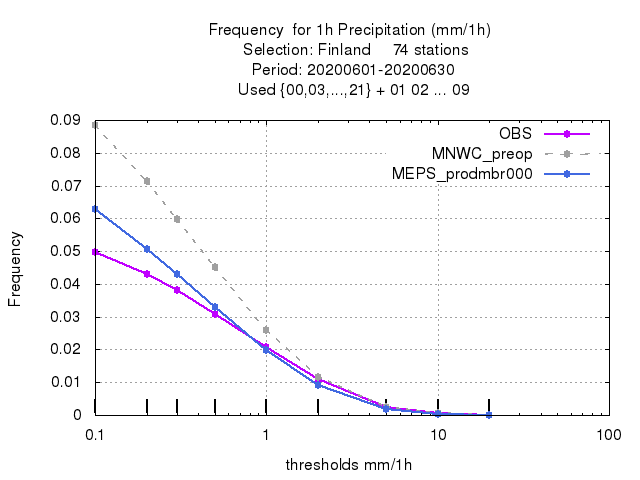 Frequency  for 1h Precipitation (mm/1h)
Selection: Finland     74 stations
Period: 20200601-20200630
Used {00,03,...,21} + 01 02 ... 09
OBS
MNWC_preop
MEPS_prodmbr000
Frequency
0.09
0.08
0.07
0.06
0.05
0.04
0.03
0.02
0.01
0
0.1 1 10 100
thresholds mm/1h